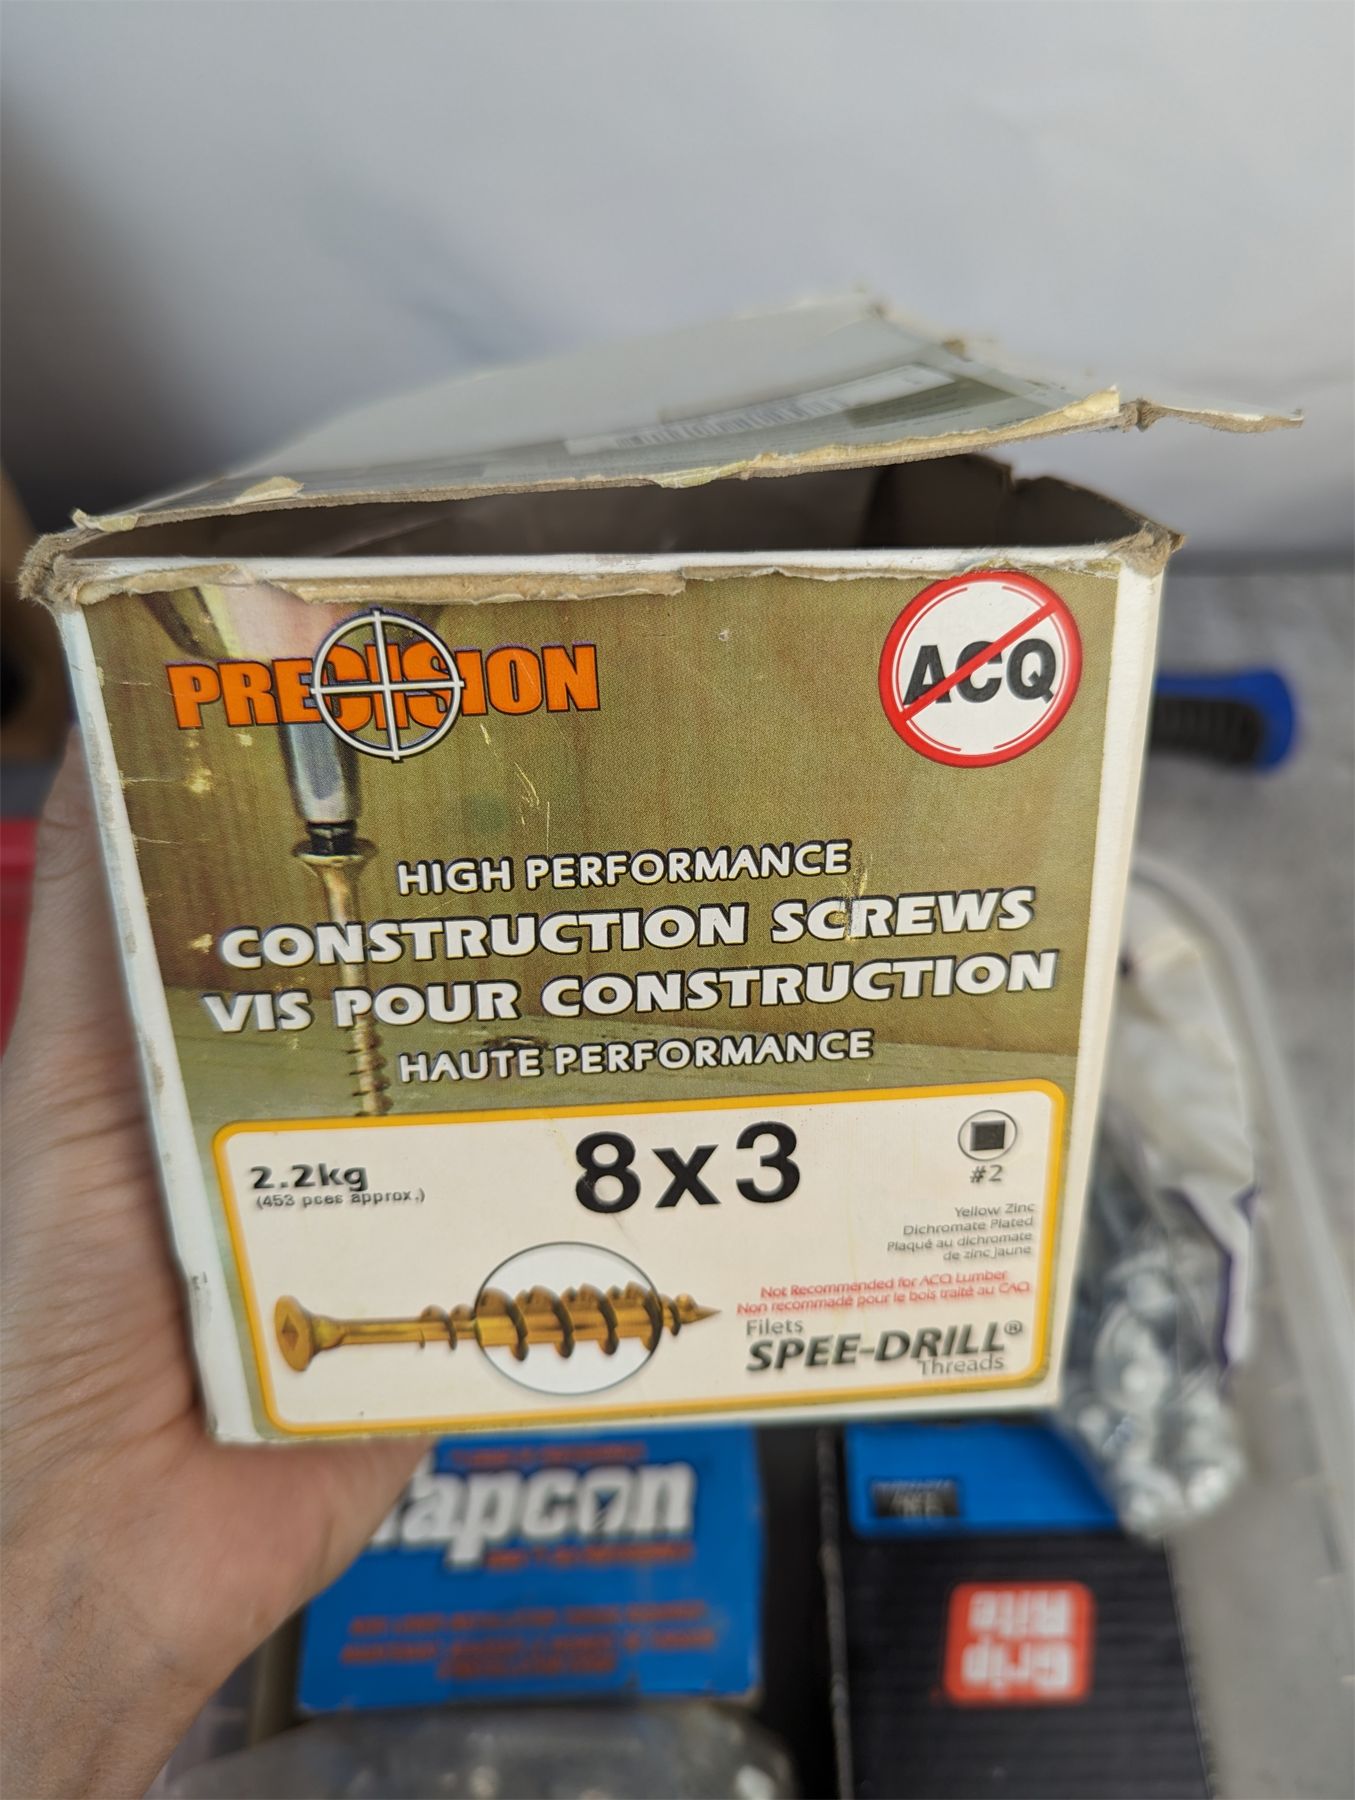 PRECISION
ACQ
HIGH PERFORMANCE
CONSTRUCTION SCREWS
VIS POUR CONSTRUCTION
HAUTE PERFORMANCE
2.2kg
(453 pces approx.)
8x3
#2
Yellow Zinc
Dichromate Plated
Plaqué au dichromate
de zinc jaune
Not Recommended for ACQ Lumber
Non recommadé pour le bois traité au CAQ
Filets
SPEE-DRILL®
Threads
Tapcon
Grip
Rite